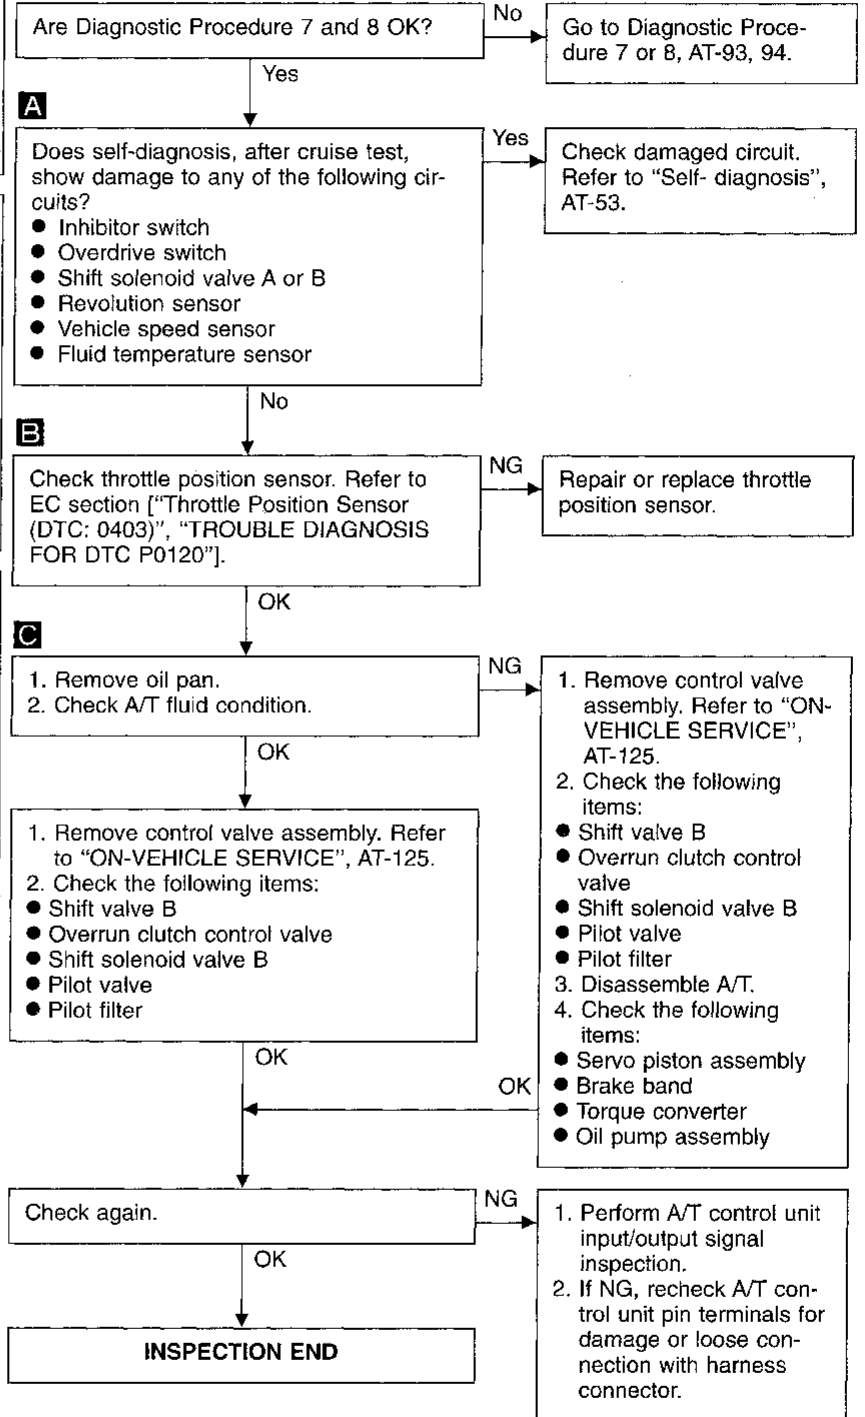 Are Diagnostic Procedure 7 and 8 OK?
No
Go to Diagnostic Proce-
dure 7 or 8, AT-93, 94.
Yes
A
Does self-diagnosis, after cruise test,
show damage to any of the following cir-
cuits?
● Inhibitor switch
● Overdrive switch
● Shift solenoid valve A or B
● Revolution sensor
● Vehicle speed sensor
● Fluid temperature sensor
Yes
Check damaged circuit.
Refer to “Self- diagnosis”,
AT-53.
No
B
Check throttle position sensor. Refer to
EC section [“Throttle Position Sensor
(DTC: 0403)”, “TROUBLE DIAGNOSIS
FOR DTC P0120”].
NG
Repair or replace throttle
position sensor.
OK
C
1. Remove oil pan.
2. Check A/T fluid condition.
NG
1. Remove control valve
assembly. Refer to “ON-
VEHICLE SERVICE”,
AT-125.
2. Check the following
items:
● Shift valve B
● Overrun clutch control
valve
● Shift solenoid valve B
● Pilot valve
● Pilot filter
3. Disassemble A/T.
4. Check the following
items:
● Servo piston assembly
● Brake band
● Torque converter
● Oil pump assembly
OK
1. Remove control valve assembly. Refer
to “ON-VEHICLE SERVICE”, AT-125.
2. Check the following items:
● Shift valve B
● Overrun clutch control valve
● Shift solenoid valve B
● Pilot valve
● Pilot filter
OK
OK
Check again.
NG
1. Perform A/T control unit
input/output signal
inspection.
2. If NG, recheck A/T con-
trol unit pin terminals for
damage or loose con-
nection with harness
connector.
OK
INSPECTION END